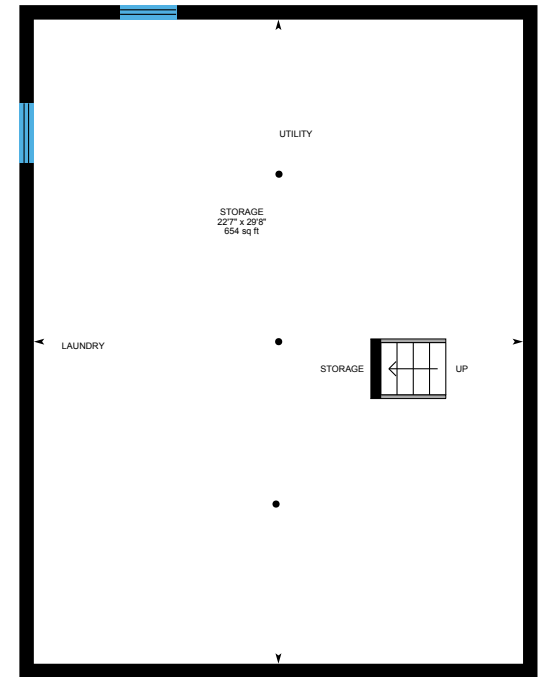 UTILITY
STORAGE
22'7" x 29'8"
654 sq ft
LAUNDRY
STORAGE
UP